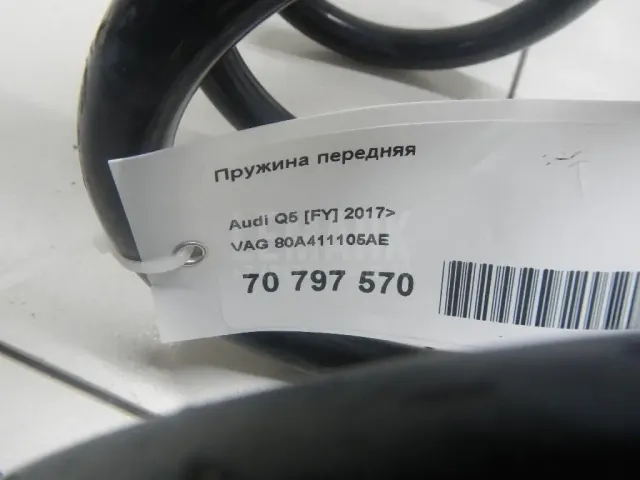 Пружина передняя
Audi Q5 [FY] 2017>
VAG 80A411105AE
70 797 570